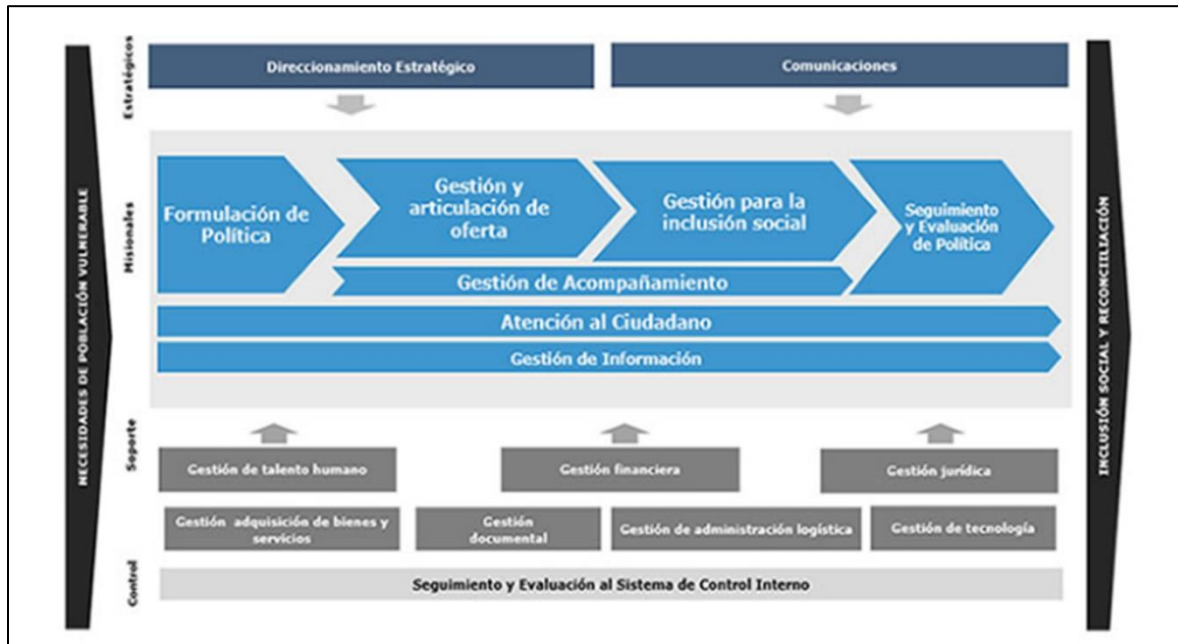 Estratégicos
Direccionamiento Estratégico
Comunicaciones
NECESIDADES DE POBLACIÓN VULNERABLE
Misionales
Formulación de
Política
Gestión y
articulación de
oferta
Gestión para la
inclusión social
Seguimiento
y Evaluación
de Política
Gestión de Acompañamiento
Atención al Ciudadano
Gestión de Información
INCLUSIÓN SOCIAL Y RECONCILIACIÓN
Soporte
Gestión de talento humano
Gestión financiera
Gestión jurídica
Gestión adquisición de bienes y
servicios
Gestión
documental
Gestión de administración logística
Gestión de tecnología
Control
Seguimiento y Evaluación al Sistema de Control Interno